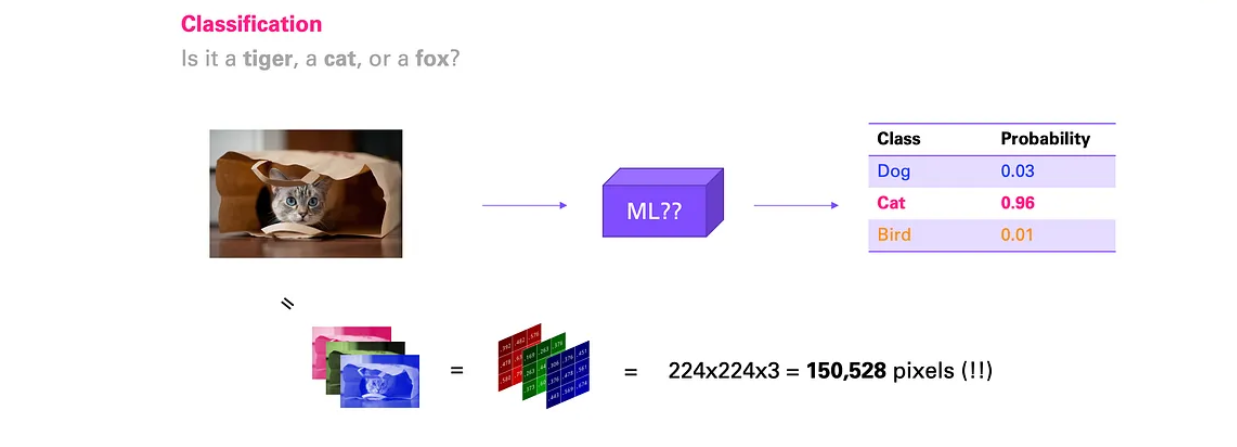 Classification
Is it a tiger, a cat, or a fox?
ML??
Class Probability
Dog 0.03
Cat 0.96
Bird 0.01
=
= = 224x224x3 = 150,528 pixels (!!)